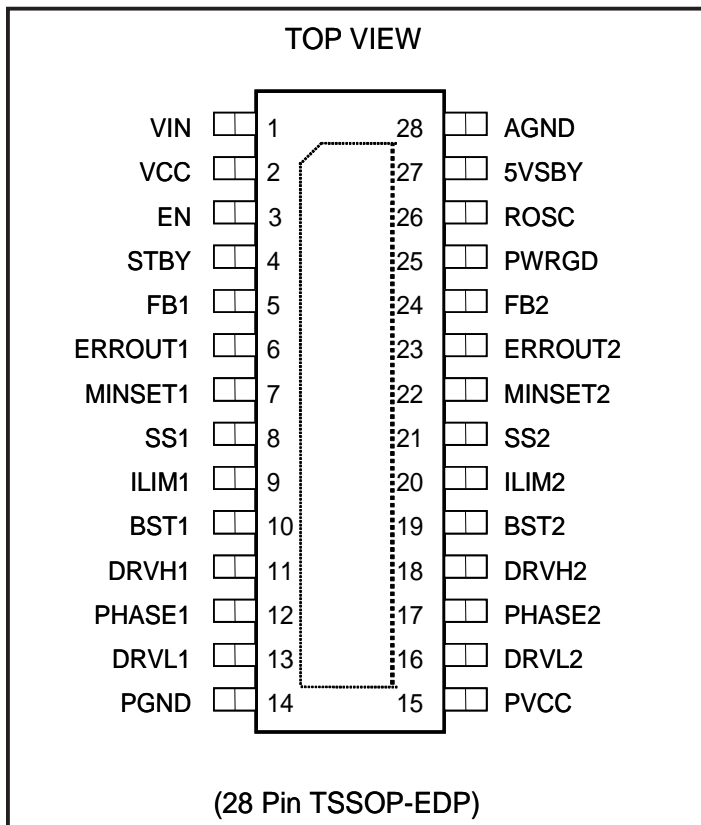 TOP VIEW
VIN 1 28 AGND
VCC 2 27 5VSBY
EN 3 26 ROSC
STBY 4 25 PWRGD
FB1 5 24 FB2
ERROUT1 6 23 ERROUT2
MINSET1 7 22 MINSET2
SS1 8 21 SS2
ILIM1 9 20 ILIM2
BST1 10 19 BST2
DRVH1 11 18 DRVH2
PHASE1 12 17 PHASE2
DRVL1 13 16 DRVL2
PGND 14 15 PVCC
(28 Pin TSSOP-EDP)